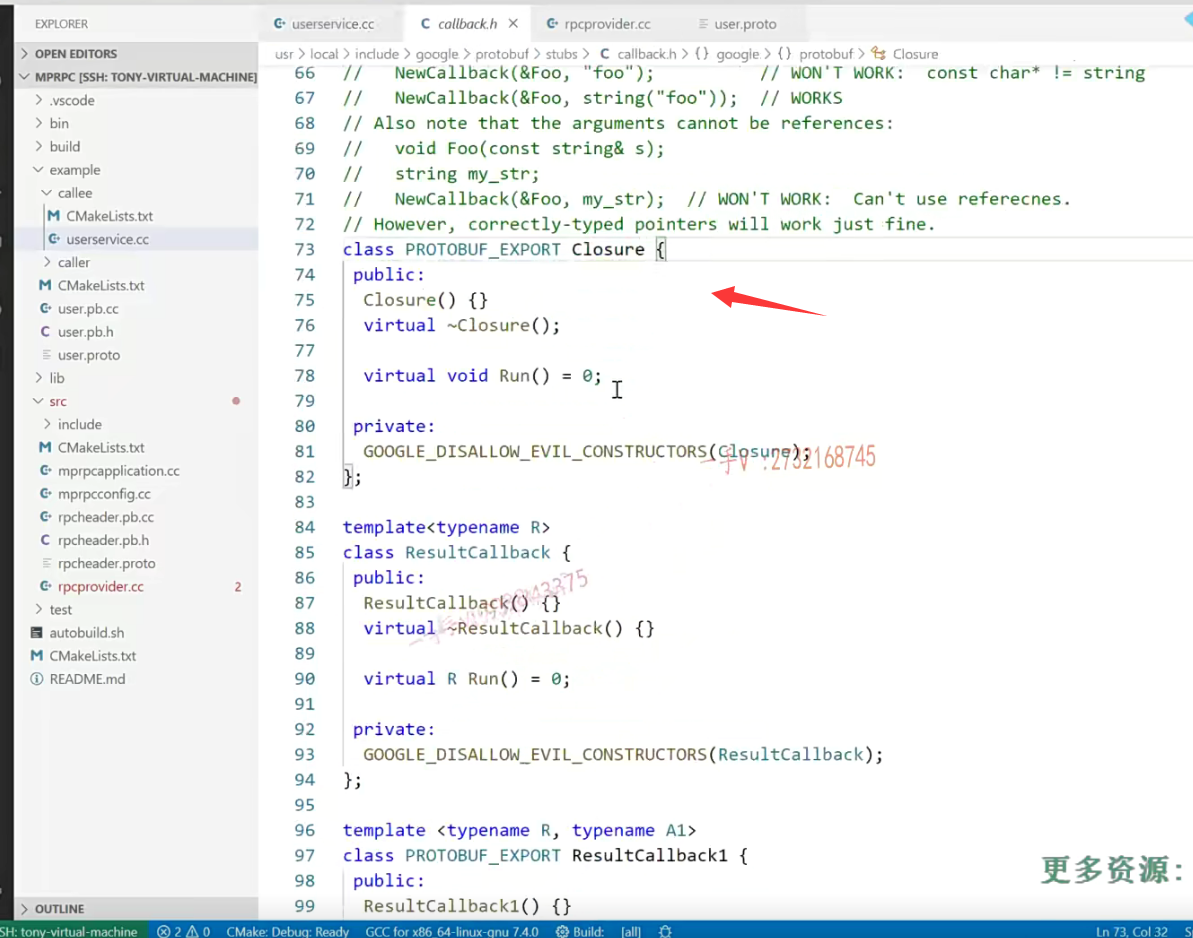 EXPLORER
userservice.cc
callback.h
rpcprovider.cc
user.proto
OPEN EDITORS
MPRPC [SSH: TONY-VIRTUAL-MACHINE]
.vscode
bin
build
example
callee
CMakeLists.txt
userservice.cc
caller
CMakeLists.txt
user.pb.cc
user.pb.h
user.proto
lib
src
include
CMakeLists.txt
mprpcapplication.cc
mprpcconfig.cc
rpcheader.pb.cc
rpcheader.pb.h
rpcheader.proto
rpcprovider.cc 2
test
autobuild.sh
CMakeLists.txt
README.md
OUTLINE
usr > local > include > google > protobuf > stubs > C callback.h > {} google > {} protobuf > Closure
66 //   NewCallback(&Foo, "foo");          // WON'T WORK:  const char* != string
67 //   NewCallback(&Foo, string("foo"));  // WORKS
68 // Also note that the arguments cannot be references:
69 //   void Foo(const string& s);
70 //   string my_str;
71 //   NewCallback(&Foo, my_str);  // WON'T WORK:  Can't use referecnes.
72 // However, correctly-typed pointers will work just fine.
73 class PROTOBUF_EXPORT Closure {
74  public:
75   Closure() {}
76   virtual ~Closure();
77
78   virtual void Run() = 0;
79
80  private:
81   GOOGLE_DISALLOW_EVIL_CONSTRUCTORS(Closure);
82 };
83
84 template<typename R>
85 class ResultCallback {
86  public:
87   ResultCallback() {}
88   virtual ~ResultCallback() {}
89
90   virtual R Run() = 0;
91
92  private:
93   GOOGLE_DISALLOW_EVIL_CONSTRUCTORS(ResultCallback);
94 };
95
96 template <typename R, typename A1>
97 class PROTOBUF_EXPORT ResultCallback1 {
98  public:
99   ResultCallback1() {}
一手V :2732168745
更多资源:
SH: tony-virtual-machine 2 0 CMake: Debug: Ready GCC for x86_64-linux-gnu 7.4.0 Build: [all] Ln 73, Col 32